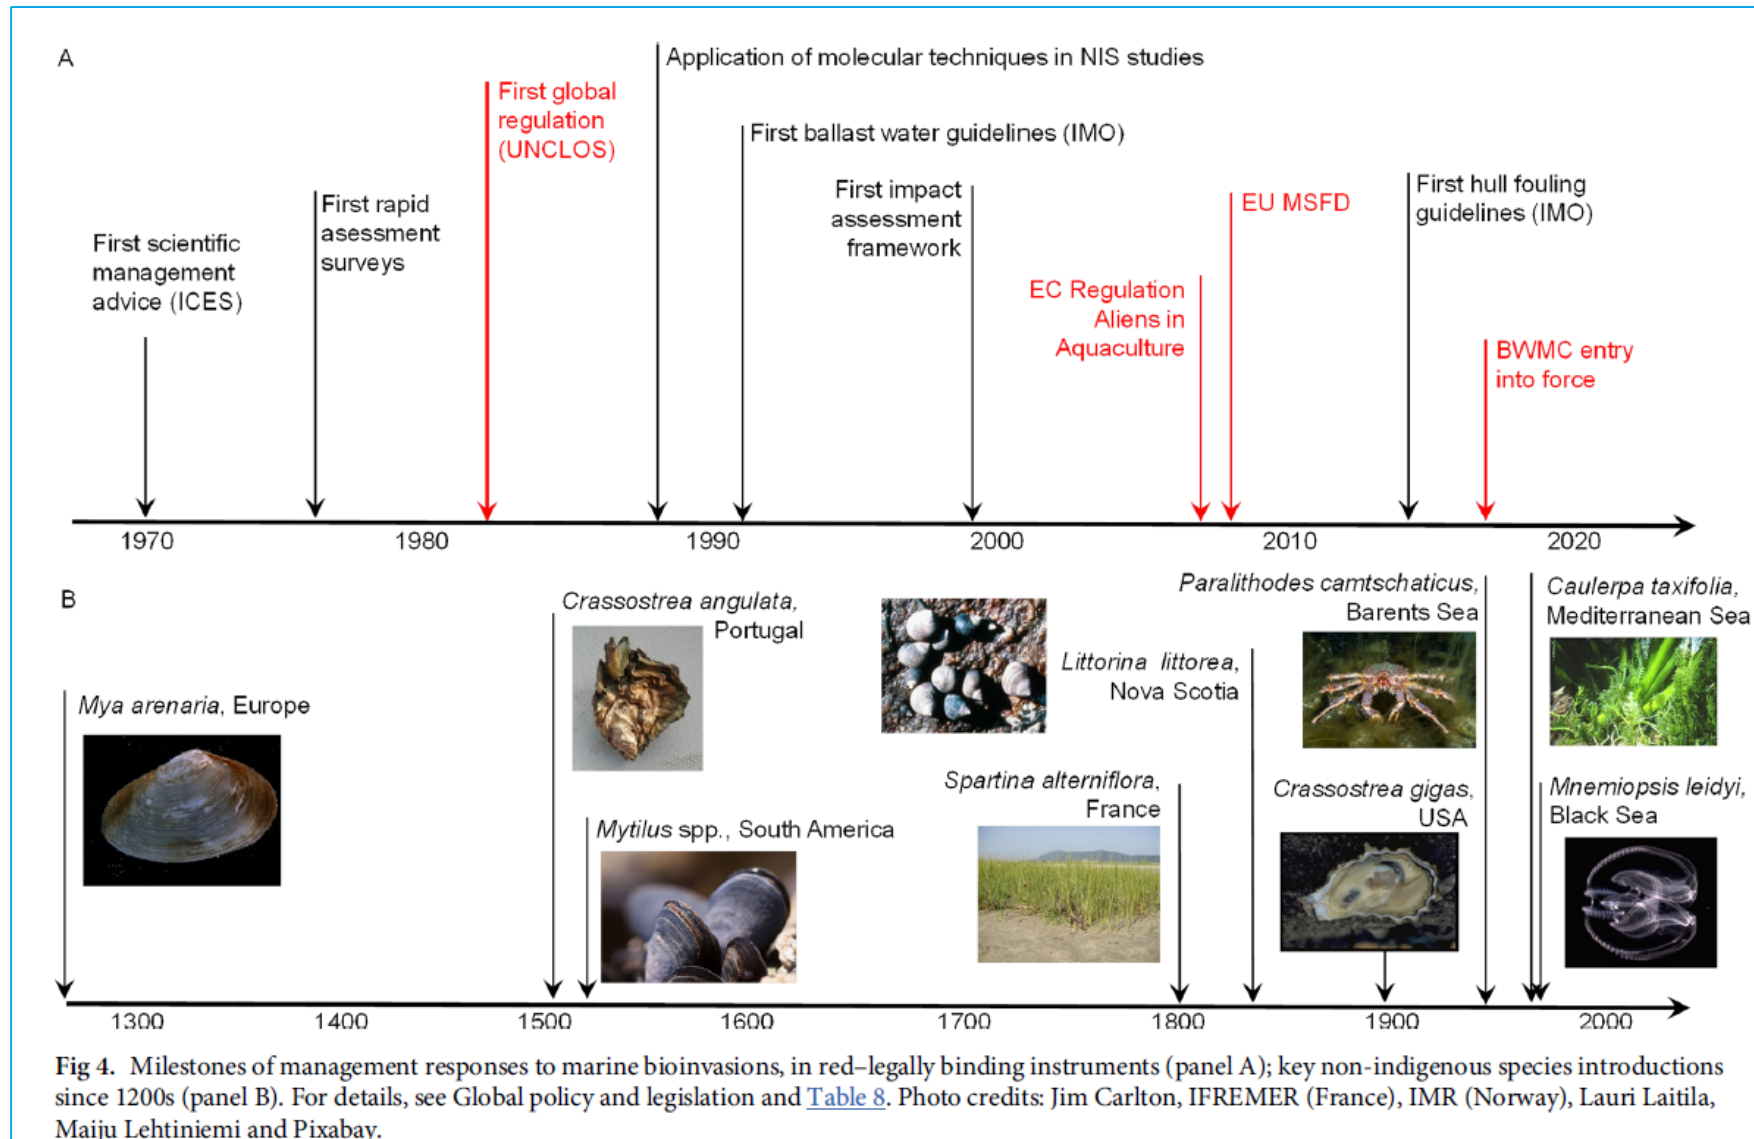 A
Application of molecular techniques in NIS studies
First global
regulation
(UNCLOS)
First ballast water guidelines (IMO)
First impact
assessment
framework
First hull fouling
guidelines (IMO)
EU MSFD
First rapid
asessment
surveys
First scientific
management
advice (ICES)
EC Regulation
Aliens in
Aquaculture
BWMC entry
into force
1970 1980 1990 2000 2010 2020
B
Crassostrea angulata,
Portugal
Paralithodes camtschaticus,
Barents Sea
Caulerpa taxifolia,
Mediterranean Sea
Littorina littorea,
Nova Scotia
Mya arenaria, Europe
Spartina alterniflora,
France
Crassostrea gigas,
USA
Mnemiopsis leidyi,
Black Sea
Mytilus spp., South America
1300 1400 1500 1600 1700 1800 1900 2000
Fig 4. Milestones of management responses to marine bioinvasions, in red–legally binding instruments (panel A); key non-indigenous species introductions
since 1200s (panel B). For details, see Global policy and legislation and Table 8. Photo credits: Jim Carlton, IFREMER (France), IMR (Norway), Lauri Laitila,
Maiju Lehtiniemi and Pixabay.